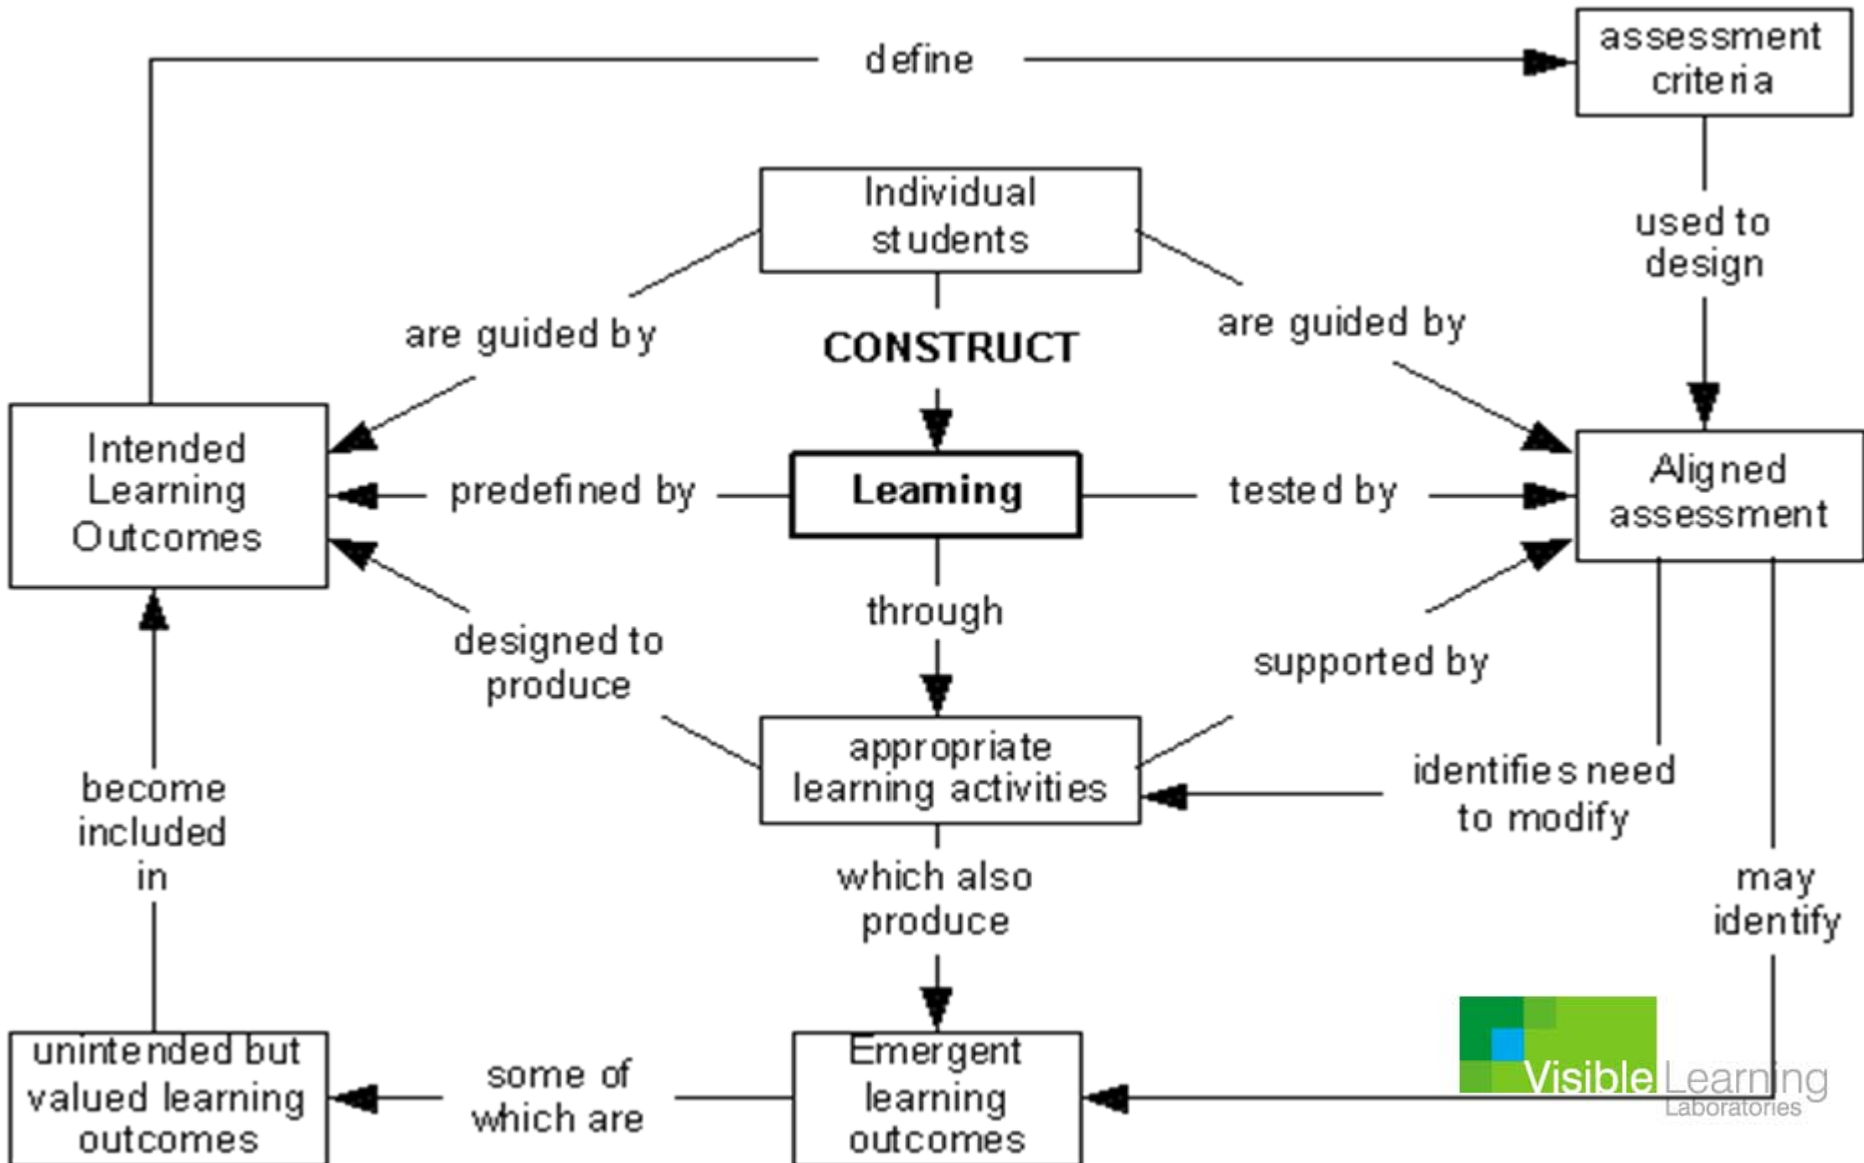 define
assessment
criteria
Individual
students
used to
design
are guided by
CONSTRUCT
are guided by
Intended
Learning
Outcomes
predefined by
Learning
tested by
Aligned
assessment
through
designed to
produce
supported by
appropriate
learning activities
identifies need
to modify
become
included
in
which also
produce
may
identify
unintended but
valued learning
outcomes
some of
which are
Emergent
learning
outcomes
Visible Learning
Laboratories